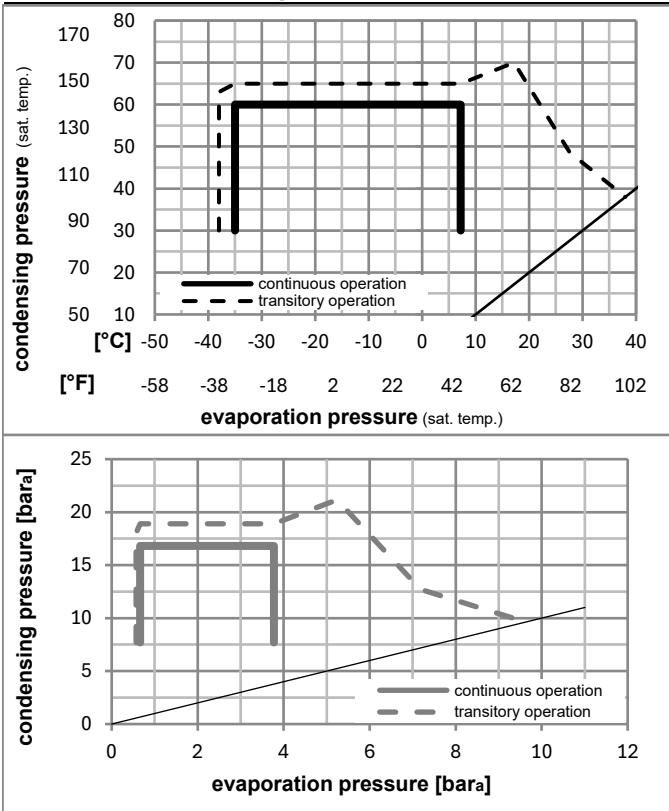 170 80
150 70
60
130 50
110 40
90 30
70 20
50 10
condensing pressure (sat. temp.)
continuous operation
transitory operation
[°C] -50 -40 -30 -20 -10 0 10 20 30 40
[°F] -58 -38 -18 2 22 42 62 82 102
evaporation pressure (sat. temp.)
25
20
15
10
5
0
condensing pressure [bara]
continuous operation
transitory operation
0 2 4 6 8 10 12
evaporation pressure [bara]